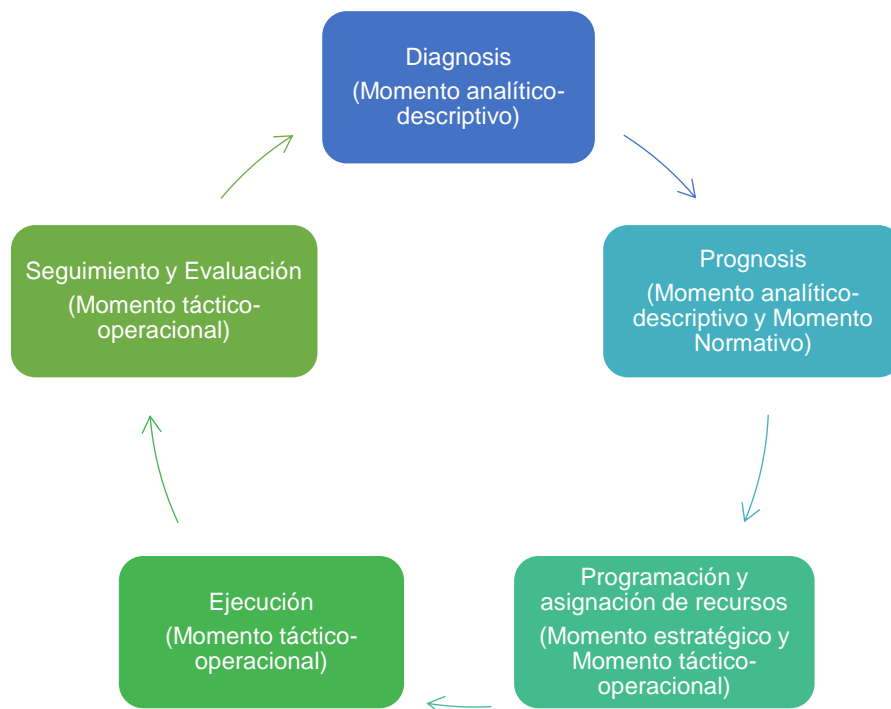 Diagnosis
(Momento analítico-
descriptivo)
Prognosis
(Momento analítico-
descriptivo y Momento
Normativo)
Programación y
asignación de recursos
(Momento estratégico y
Momento táctico-
operacional)
Ejecución
(Momento táctico-
operacional)
Seguimiento y Evaluación
(Momento táctico-
operacional)